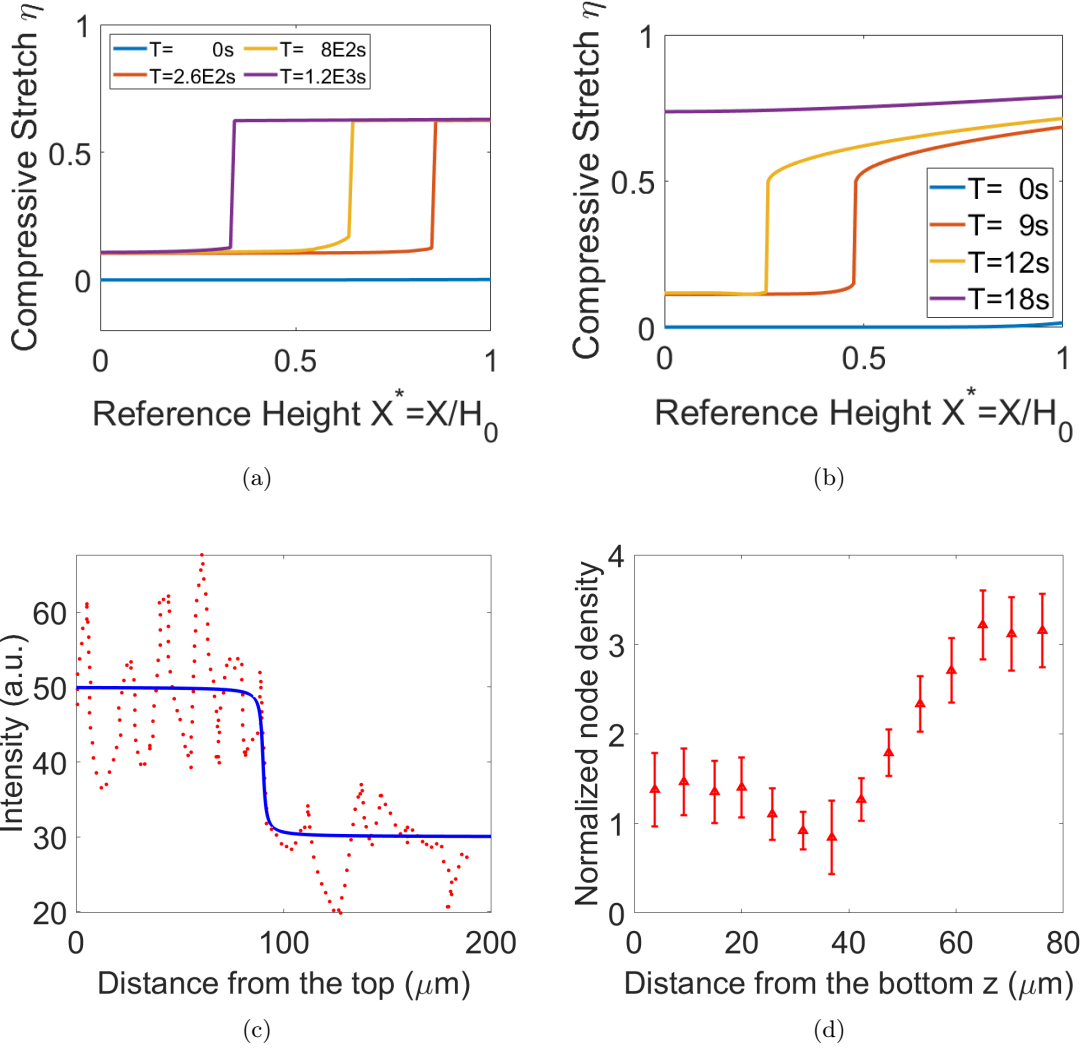 Compressive Stretch η
1
0.5
0
T= 0s
T= 8E2s
T=2.6E2s
T=1.2E3s
0
0.5
1
Reference Height X*=X/H0
(a)
Compressive Stretch η
1
0.5
0
T= 0s
T= 9s
T=12s
T=18s
0
0.5
1
Reference Height X*=X/H0
(b)
Intensity (a.u.)
60
50
40
30
20
0
100
200
Distance from the top (μm)
(c)
Normalized node density
4
3
2
1
0
0
20
40
60
80
Distance from the bottom z (μm)
(d)